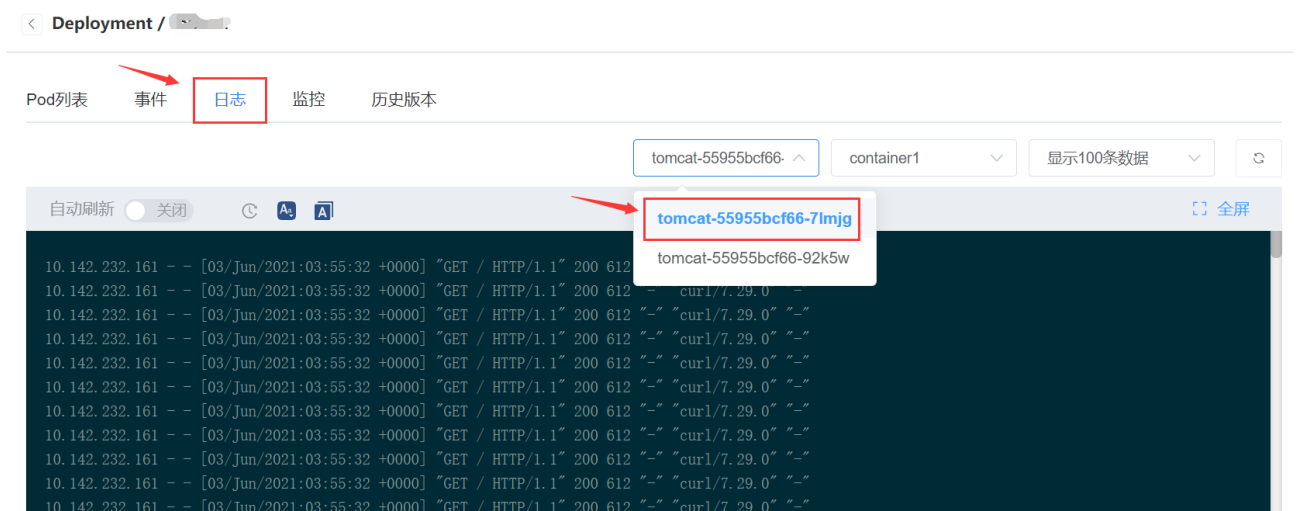 Deployment /
Pod列表 事件 日志 监控 历史版本
tomcat-55955bcf66- container1 显示100条数据
自动刷新 关闭 全屏
tomcat-55955bcf66-7lmjg
tomcat-55955bcf66-92k5w
10.142.232.161 - - [03/Jun/2021:03:55:32 +0000] "GET / HTTP/1.1" 200 612
10.142.232.161 - - [03/Jun/2021:03:55:32 +0000] "GET / HTTP/1.1" 200 612 "-" "curl/7.29.0" "-"
10.142.232.161 - - [03/Jun/2021:03:55:32 +0000] "GET / HTTP/1.1" 200 612 "-" "curl/7.29.0" "-"
10.142.232.161 - - [03/Jun/2021:03:55:32 +0000] "GET / HTTP/1.1" 200 612 "-" "curl/7.29.0" "-"
10.142.232.161 - - [03/Jun/2021:03:55:32 +0000] "GET / HTTP/1.1" 200 612 "-" "curl/7.29.0" "-"
10.142.232.161 - - [03/Jun/2021:03:55:32 +0000] "GET / HTTP/1.1" 200 612 "-" "curl/7.29.0" "-"
10.142.232.161 - - [03/Jun/2021:03:55:32 +0000] "GET / HTTP/1.1" 200 612 "-" "curl/7.29.0" "-"
10.142.232.161 - - [03/Jun/2021:03:55:32 +0000] "GET / HTTP/1.1" 200 612 "-" "curl/7.29.0" "-"
10.142.232.161 - - [03/Jun/2021:03:55:32 +0000] "GET / HTTP/1.1" 200 612 "-" "curl/7.29.0" "-"
10.142.232.161 - - [03/Jun/2021:03:55:32 +0000] "GET / HTTP/1.1" 200 612 "-" "curl/7.29.0" "-"
10.142.232.161 - - [03/Jun/2021:03:55:32 +0000] "GET / HTTP/1.1" 200 612 "-" "curl/7.29.0" "-"